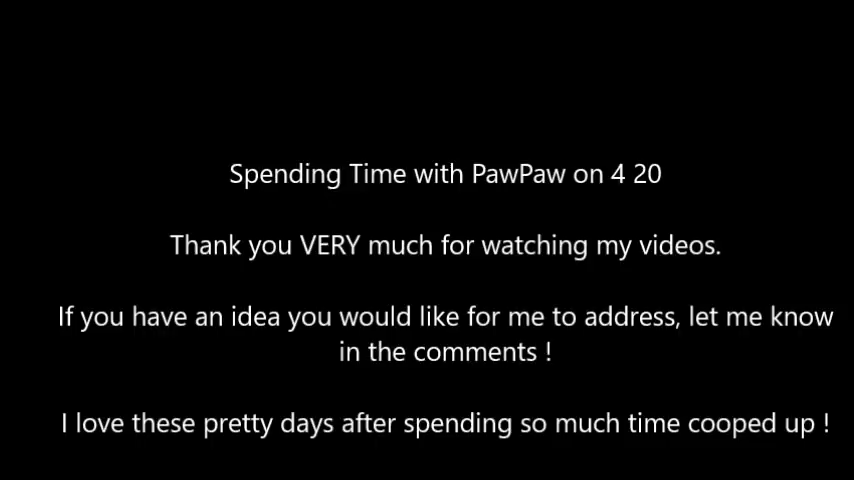 Spending Time with PawPaw on 4 20
Thank you VERY much for watching my videos.
If you have an idea you would like for me to address, let me know
in the comments !
I love these pretty days after spending so much time cooped up !